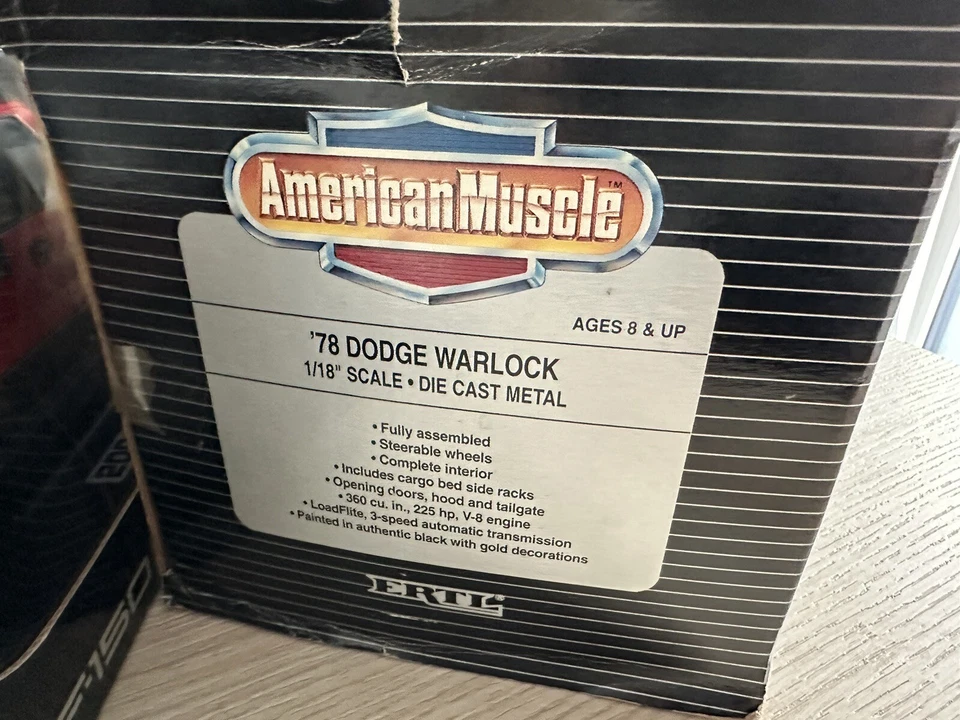 AmericanMuscle™
AGES 8 & UP
'78 DODGE WARLOCK
1/18" SCALE • DIE CAST METAL
• Fully assembled
• Steerable wheels
• Complete interior
• Includes cargo bed side racks
• Opening doors, hood and tailgate
• 360 cu. in., 225 hp, V-8 engine
• LoadFlite, 3-speed automatic transmission
• Painted in authentic black with gold decorations
ERTL®
F-150